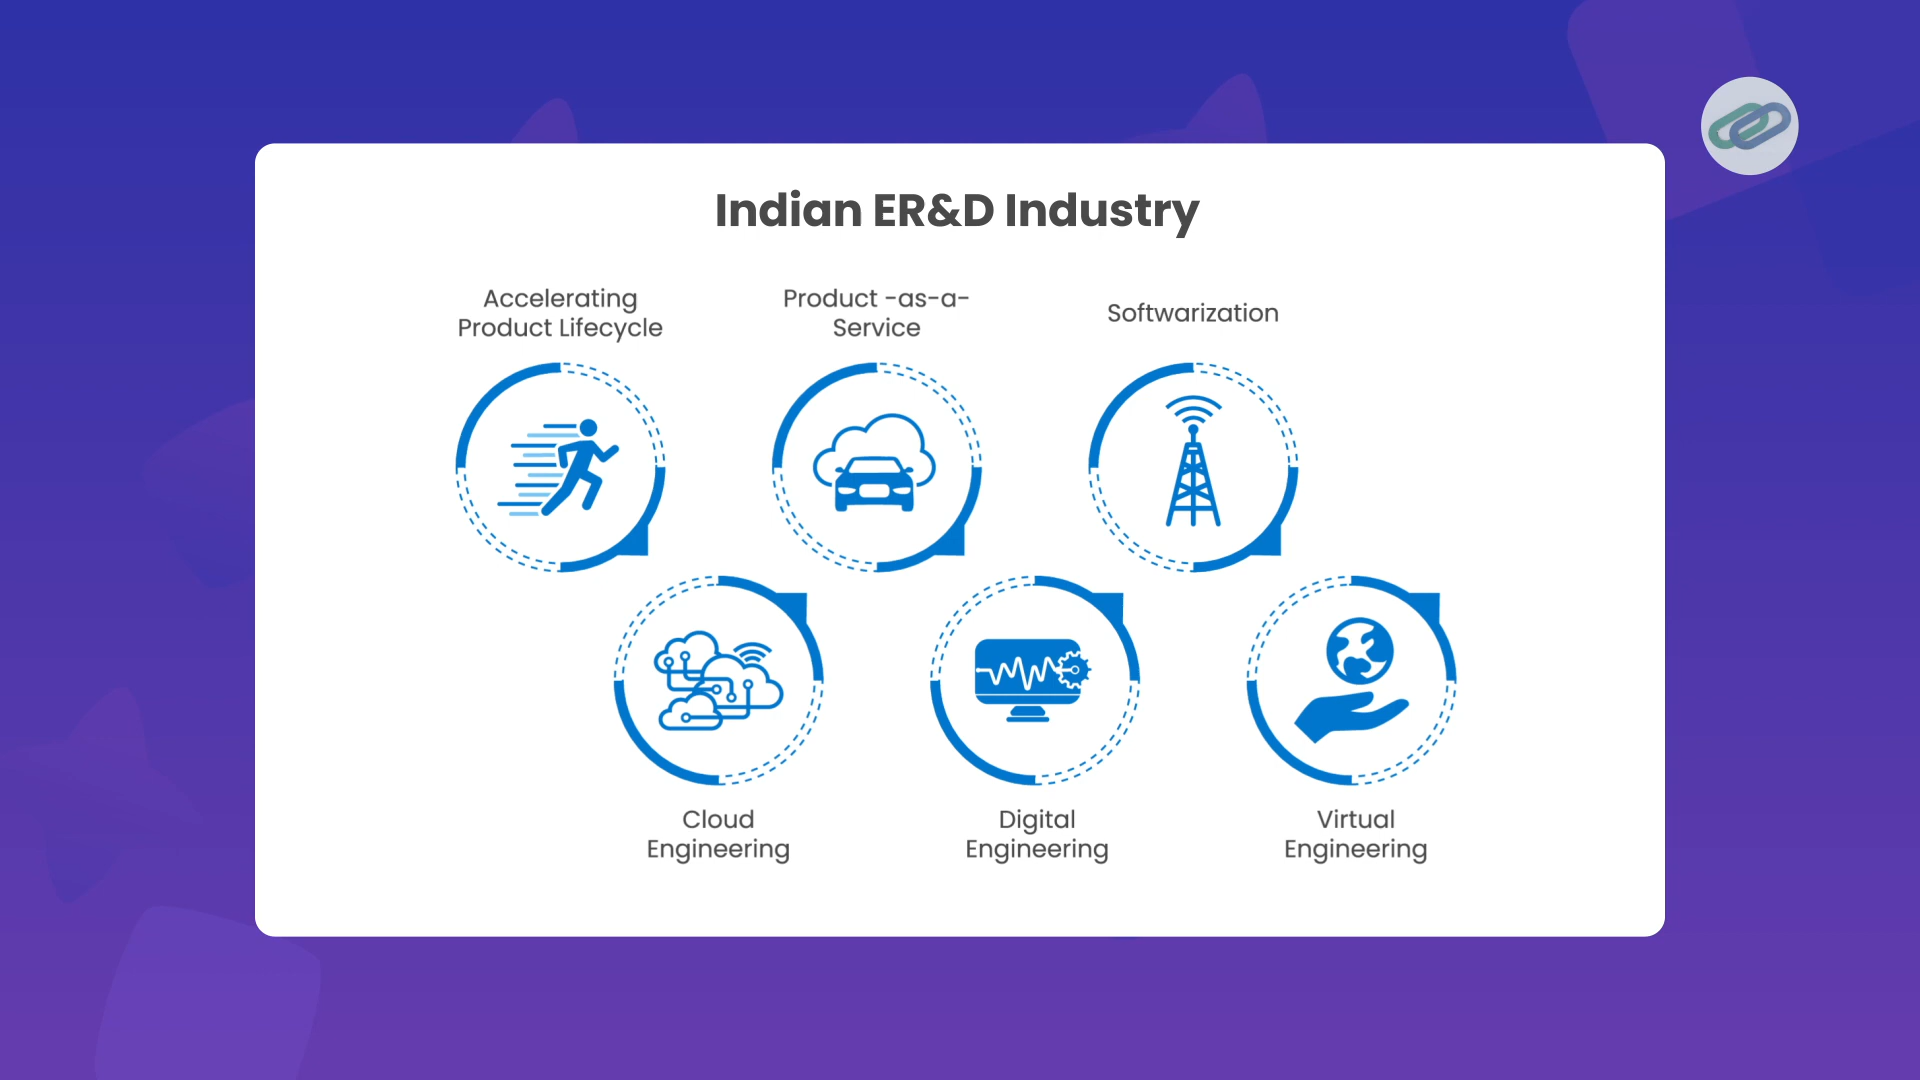 Indian ER&D Industry
Accelerating
Product Lifecycle
Product -as-a-
Service
Softwarization
Cloud
Engineering
Digital
Engineering
Virtual
Engineering